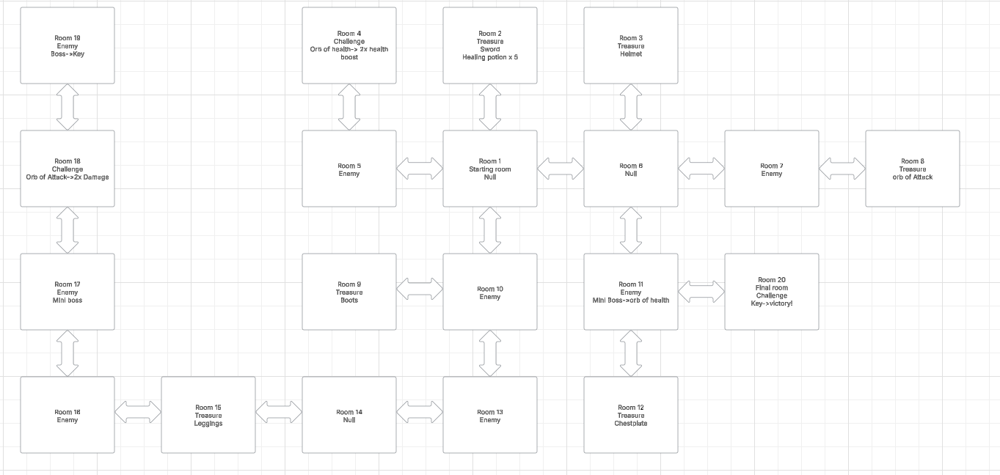 Room 19
Enemy
Boss->Key
Room 4
Challenge
Orb of health-> 2x health
boost
Room 2
Treasure
Sword
Healing potion x 5
Room 3
Treasure
Helmet
Room 18
Challenge
Orb of Attack->2x Damage
Room 5
Enemy
Room 1
Starting room
Null
Room 6
Null
Room 7
Enemy
Room 8
Treasure
orb of Attack
Room 17
Enemy
Mini boss
Room 9
Treasure
Boots
Room 10
Enemy
Room 11
Enemy
Mini Boss->orb of health
Room 20
Final room
Challenge
Key->victory!
Room 16
Enemy
Room 15
Treasure
Leggings
Room 14
Null
Room 13
Enemy
Room 12
Treasure
Chestplate